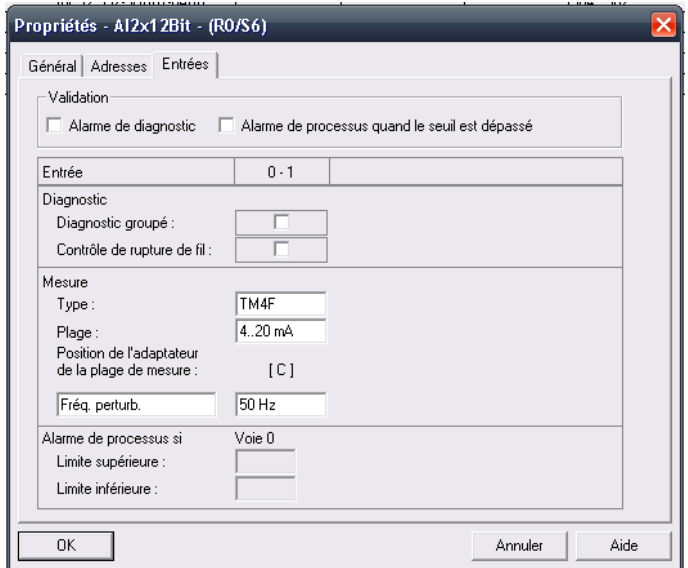 Propriétés - AI2x12Bit - (R0/S6)
Général Adresses Entrées
Validation
Alarme de diagnostic Alarme de processus quand le seuil est dépassé
Entrée 0 - 1
Diagnostic
Diagnostic groupé :
Contrôle de rupture de fil :
Mesure
Type : TM4F
Plage : 4..20 mA
Position de l'adaptateur
de la plage de mesure : [ C ]
Fréq. perturb. 50 Hz
Alarme de processus si Voie 0
Limite supérieure :
Limite inférieure :
OK Annuler Aide